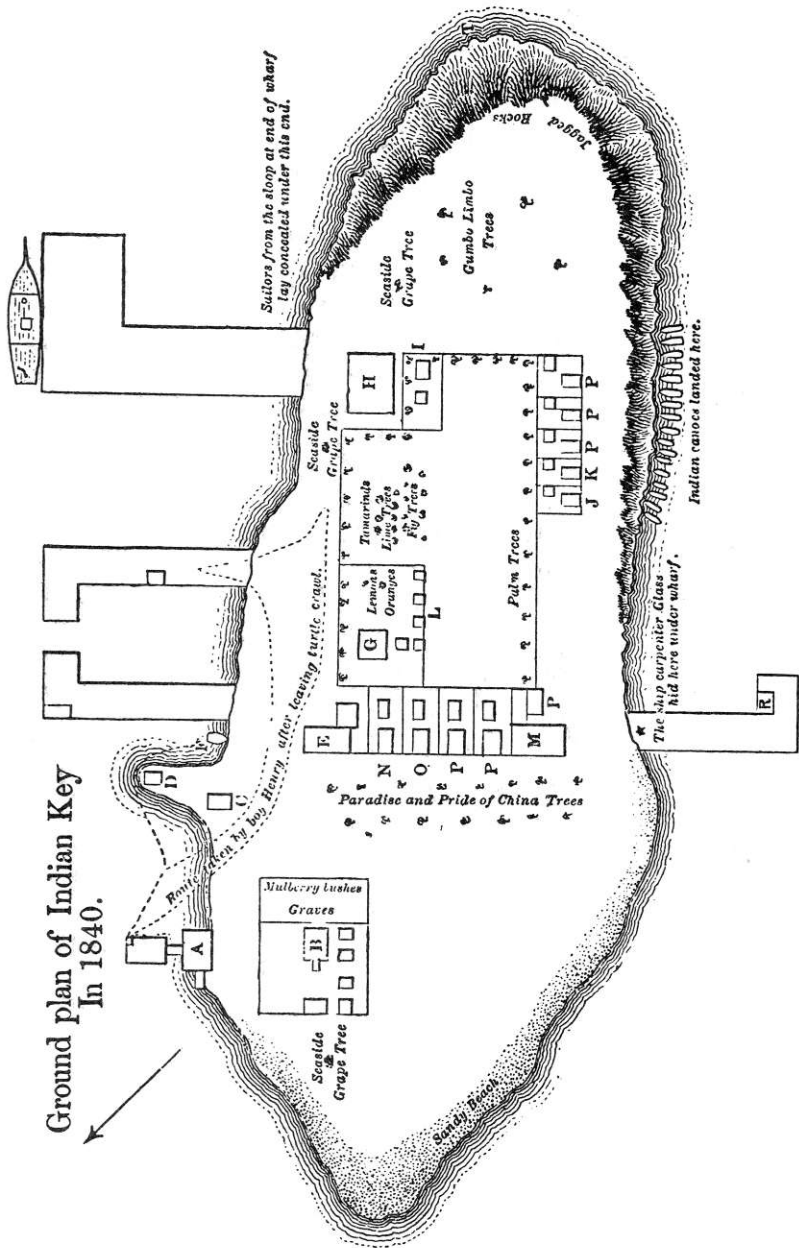 Ground plan of Indian Key
In 1840.
Sailors from the sloop at end of wharf
lay concealed under this end.
T
Jagged
Rocks
Seaside
Grape Tree
Gumbo Limbo
Trees
Seaside
Grape Tree
H
I
Tamarinds
Lime Trees
Fig Trees
Lemons
Oranges
G
L
Palm Trees
J K P P P
Indian canoes landed here.
The ship carpenter Glass
hid here under wharf.
R
F
D
C
Route taken by boy Henry, after leaving turtle crawl.
A
E
N
O
P
P
M
P
Paradise and Pride of China Trees
Mulberry bushes
Graves
B
Seaside
Grape Tree
Sandy Beach